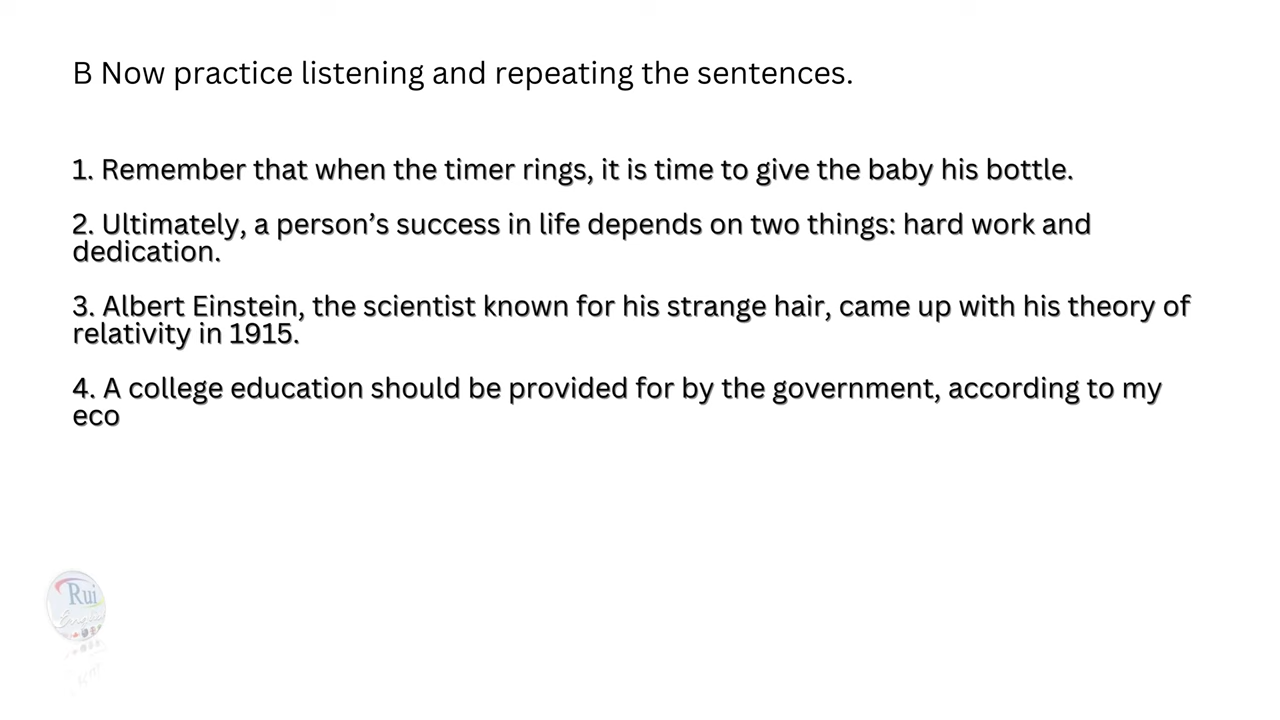 B Now practice listening and repeating the sentences.
1. Remember that when the timer rings, it is time to give the baby his bottle.
2. Ultimately, a person’s success in life depends on two things: hard work and
dedication.
3. Albert Einstein, the scientist known for his strange hair, came up with his theory of
relativity in 1915.
4. A college education should be provided for by the government, according to my
eco
Rui